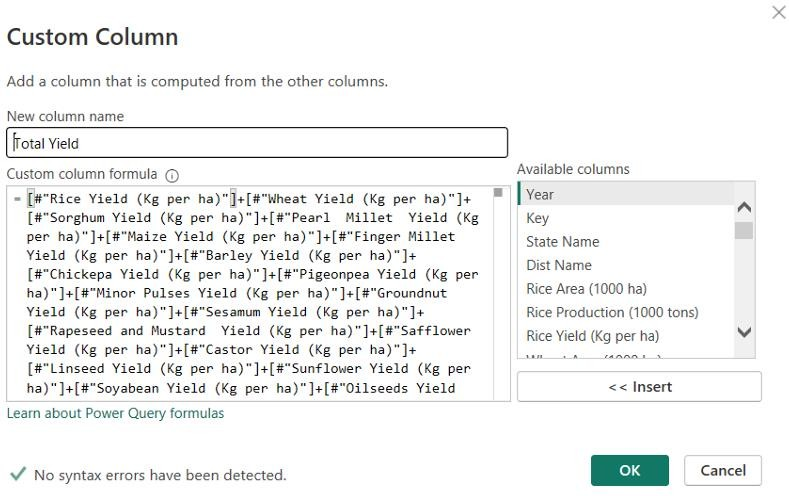 Custom Column
Add a column that is computed from the other columns.
New column name
Total Yield
Custom column formula
= [#"Rice Yield (Kg per ha)"]+[#"Wheat Yield (Kg per ha)"]+
[#"Sorghum Yield (Kg per ha)"]+[#"Pearl  Millet  Yield (Kg
per ha)"]+[#"Maize Yield (Kg per ha)"]+[#"Finger Millet
Yield (Kg per ha)"]+[#"Barley Yield (Kg per ha)"]+
[#"Chickepa Yield (Kg per ha)"]+[#"Pigeonpea Yield (Kg per
ha)"]+[#"Minor Pulses Yield (Kg per ha)"]+[#"Groundnut
Yield (Kg per ha)"]+[#"Sesamum Yield (Kg per ha)"]+
[#"Rapeseed and Mustard  Yield (Kg per ha)"]+[#"Safflower
Yield (Kg per ha)"]+[#"Castor Yield (Kg per ha)"]+
[#"Linseed Yield (Kg per ha)"]+[#"Sunflower Yield (Kg per
ha)"]+[#"Soyabean Yield (Kg per ha)"]+[#"Oilseeds Yield
Available columns
Year
Key
State Name
Dist Name
Rice Area (1000 ha)
Rice Production (1000 tons)
Rice Yield (Kg per ha)
<< Insert
Learn about Power Query formulas
No syntax errors have been detected.
OK
Cancel